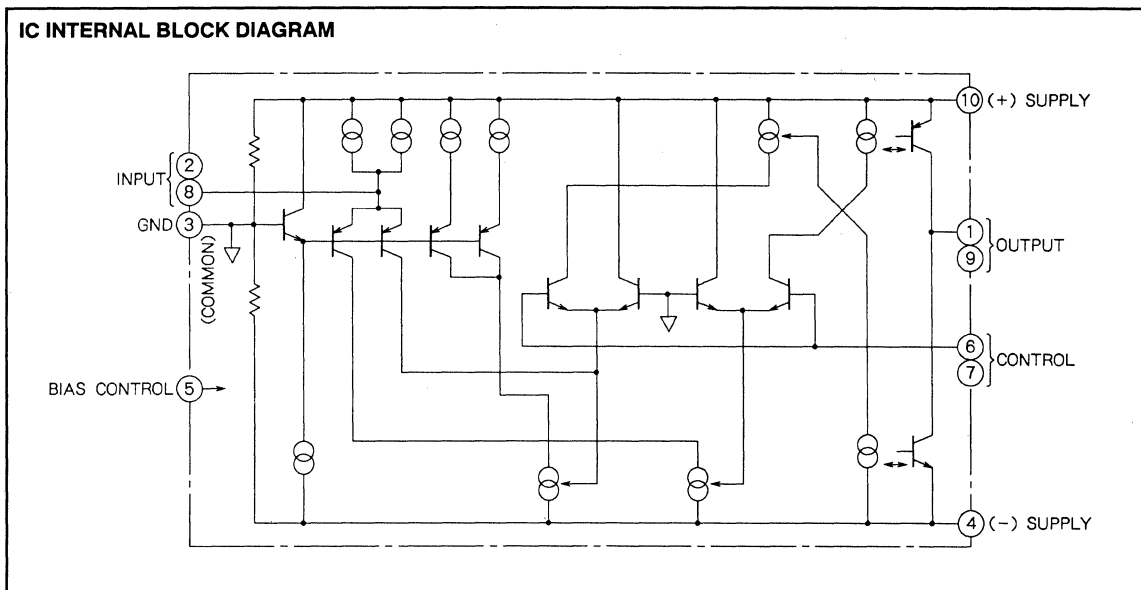 IC INTERNAL BLOCK DIAGRAM
10 (+) SUPPLY
2
INPUT
8
GND 3
(COMMON)
1
OUTPUT
9
6
CONTROL
7
BIAS CONTROL 5
4 (-) SUPPLY